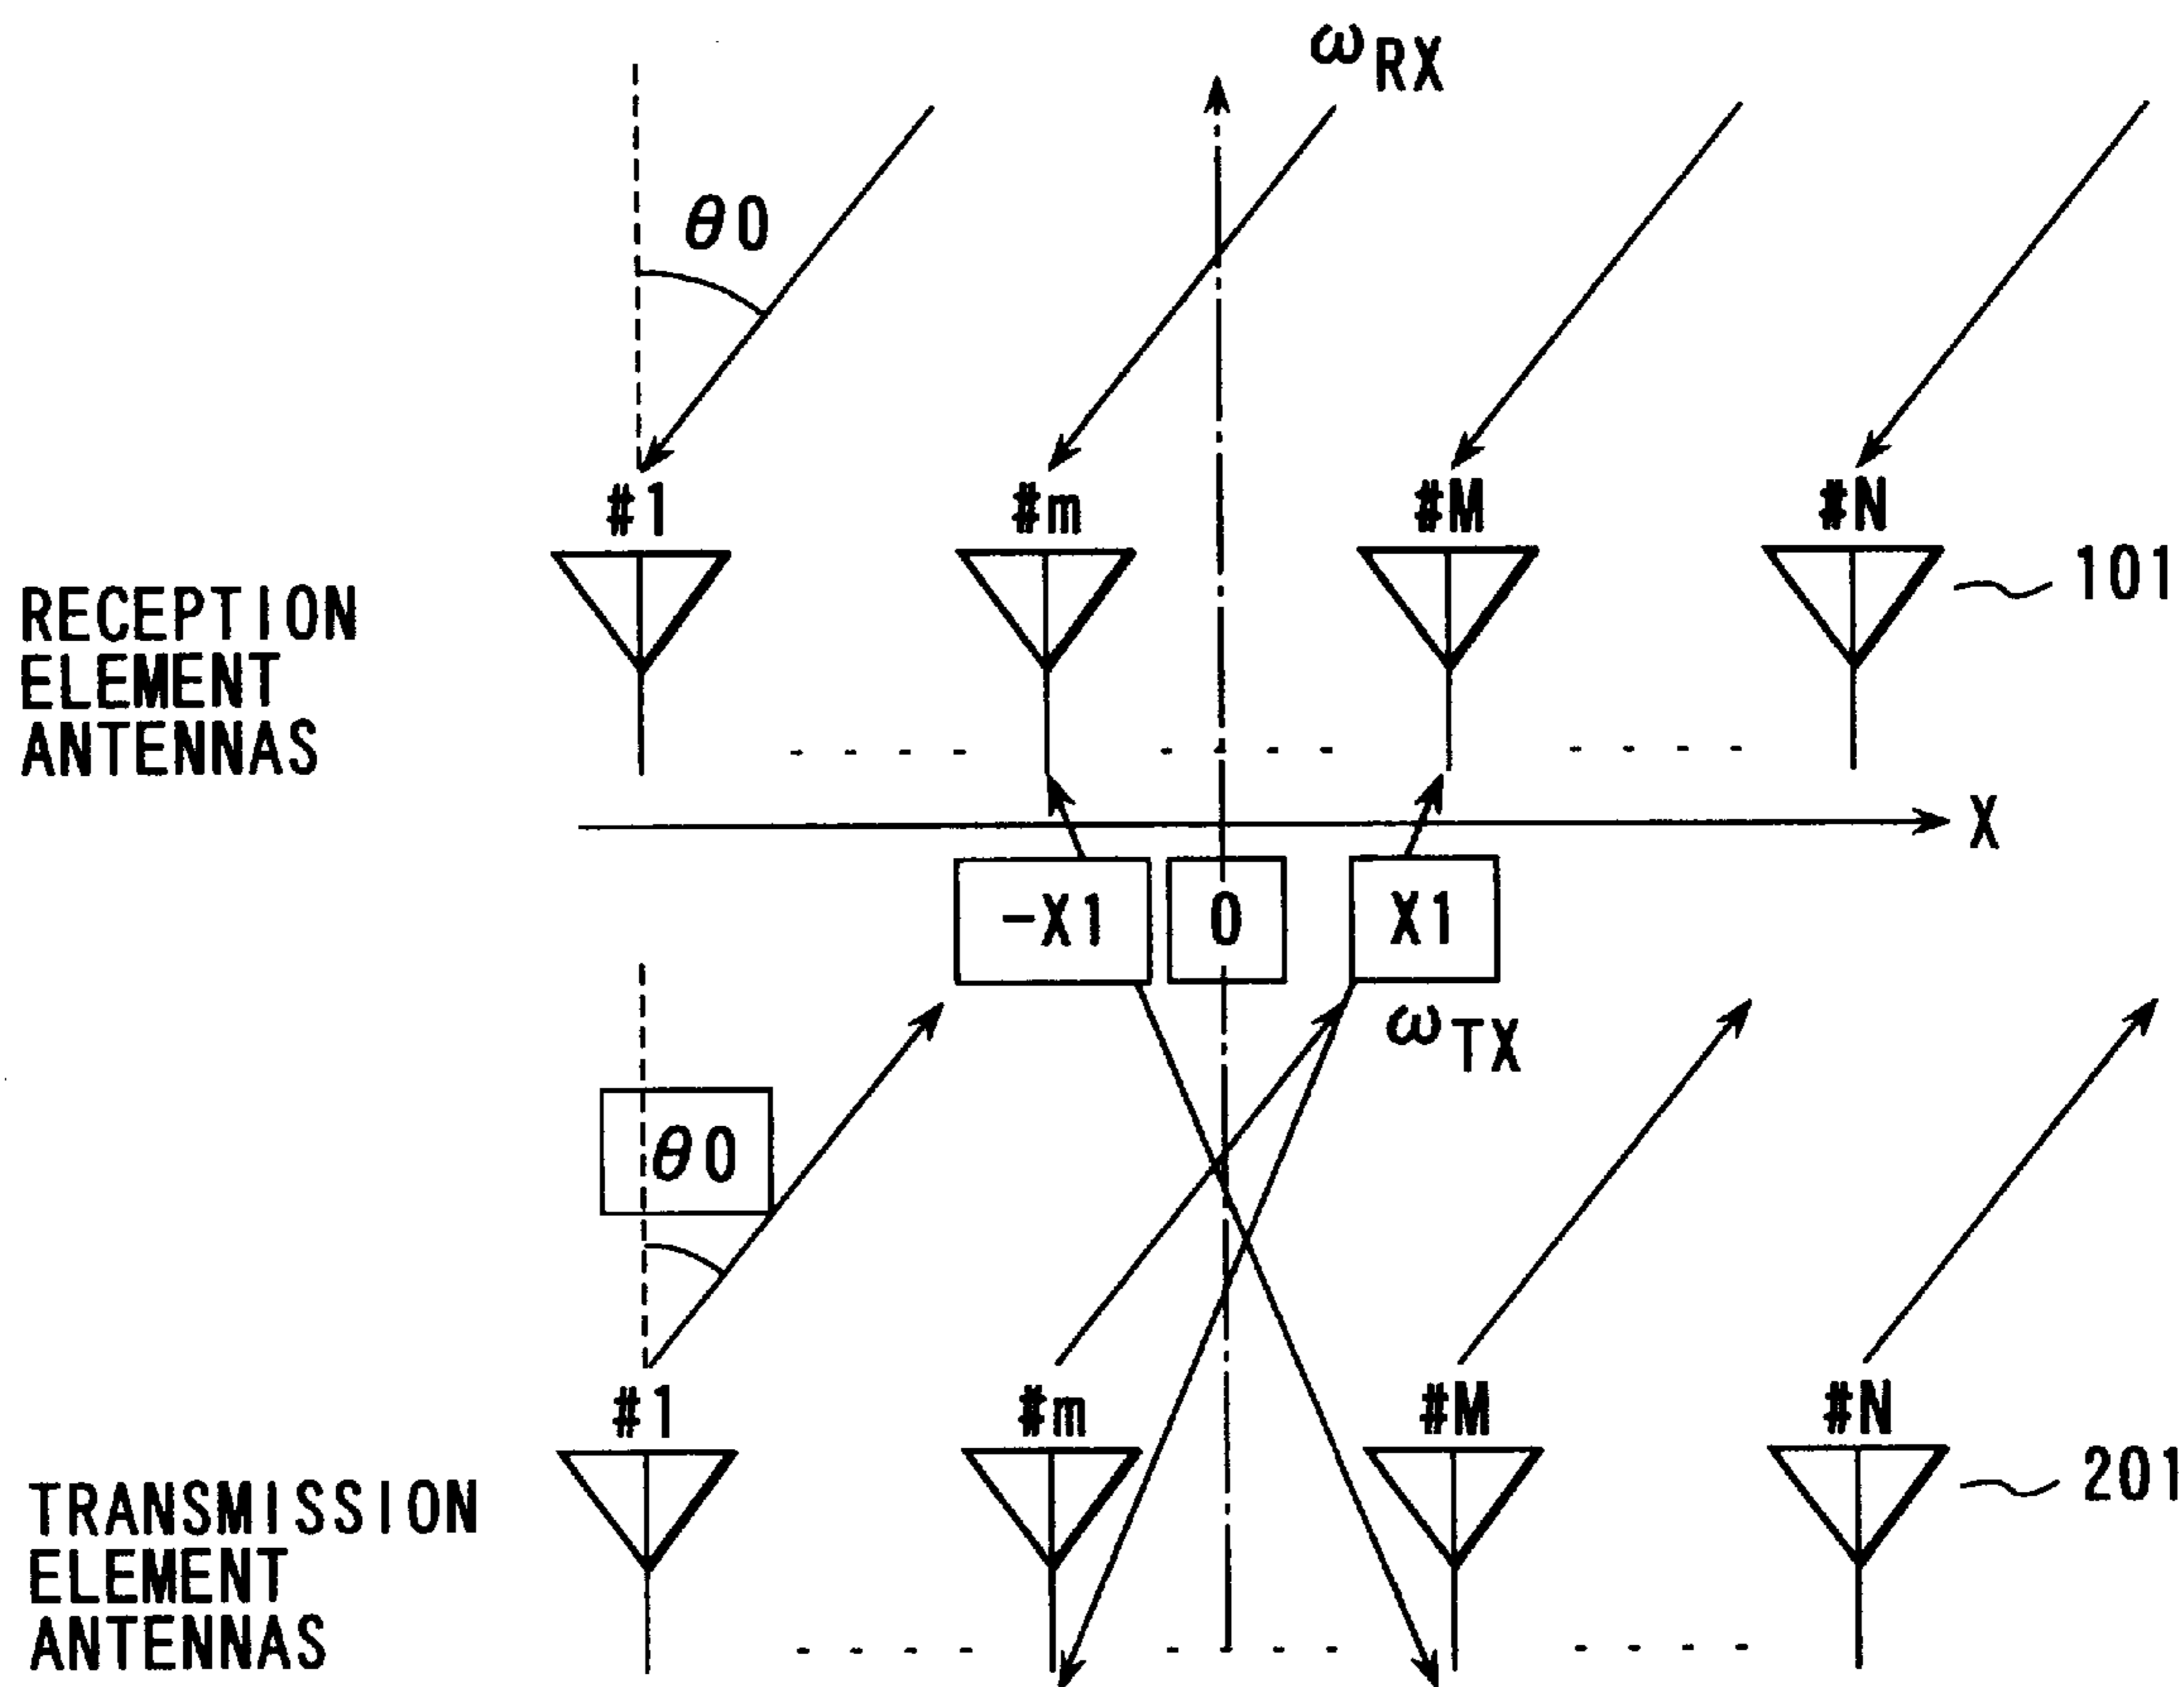 ωRX
θ0
#1 #m #M #N
RECEPTION
ELEMENT
ANTENNAS
101
X
-X1 0 X1
ωTX
θ0
#1 #m #M #N
TRANSMISSION
ELEMENT
ANTENNAS
201